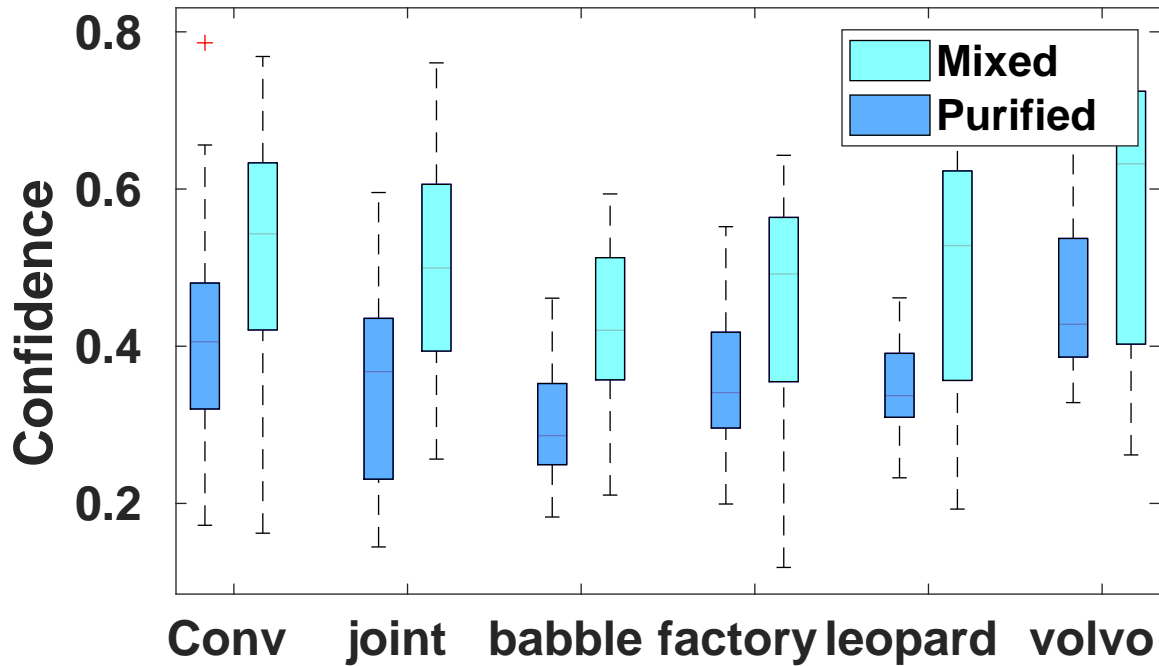 0.8
0.6
0.4
0.2
Confidence
Mixed
Purified
Conv joint babble factory leopard volvo